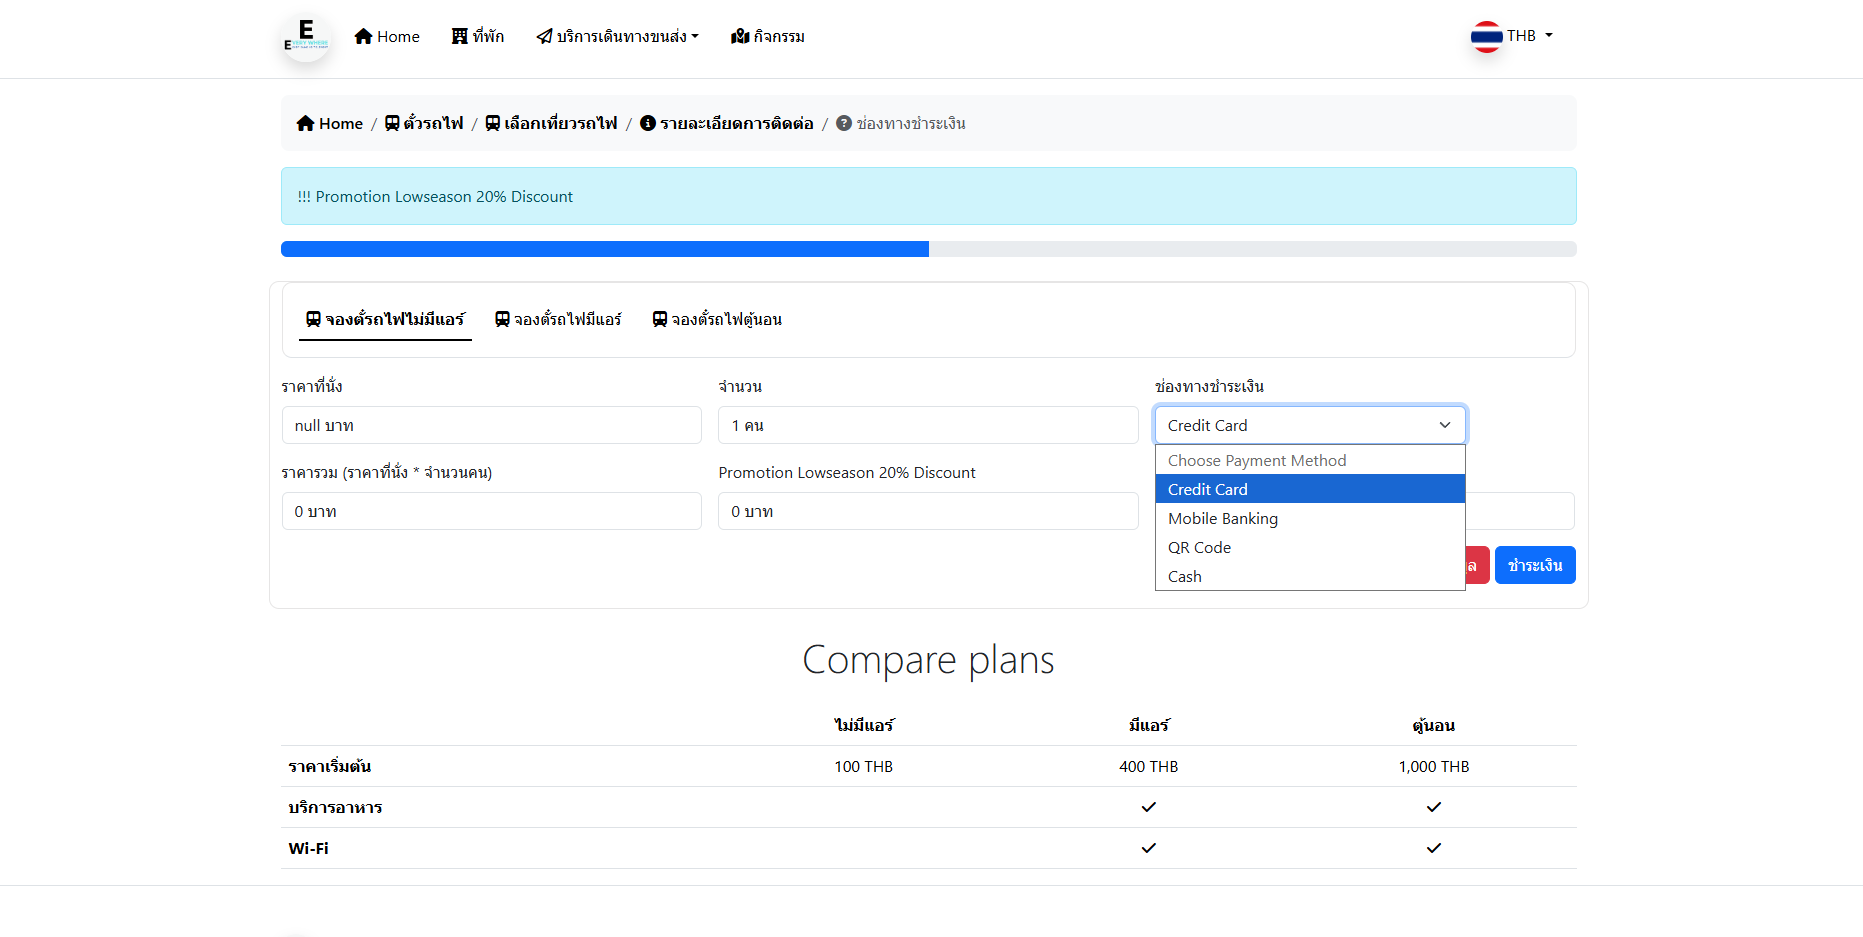 E
Home ที่พัก บริการเดินทางขนส่ง กิจกรรม THB
Home / ตั๋วรถไฟ / เลือกเที่ยวรถไฟ / รายละเอียดการติดต่อ / ช่องทางชำระเงิน
!!! Promotion Lowseason 20% Discount
จองตั๋รถไฟไม่มีแอร์ จองตั๋รถไฟมีแอร์ จองตั๋รถไฟตู้นอน
ราคาที่นั่ง จำนวน ช่องทางชำระเงิน
null บาท 1 คน Credit Card
Choose Payment Method
Credit Card
Mobile Banking
QR Code
Cash
ราคารวม (ราคาที่นั่ง * จำนวนคน) Promotion Lowseason 20% Discount
0 บาท 0 บาท
ชำระเงิน
Compare plans
ไม่มีแอร์ มีแอร์ ตู้นอน
ราคาเริ่มต้น 100 THB 400 THB 1,000 THB
บริการอาหาร
Wi-Fi